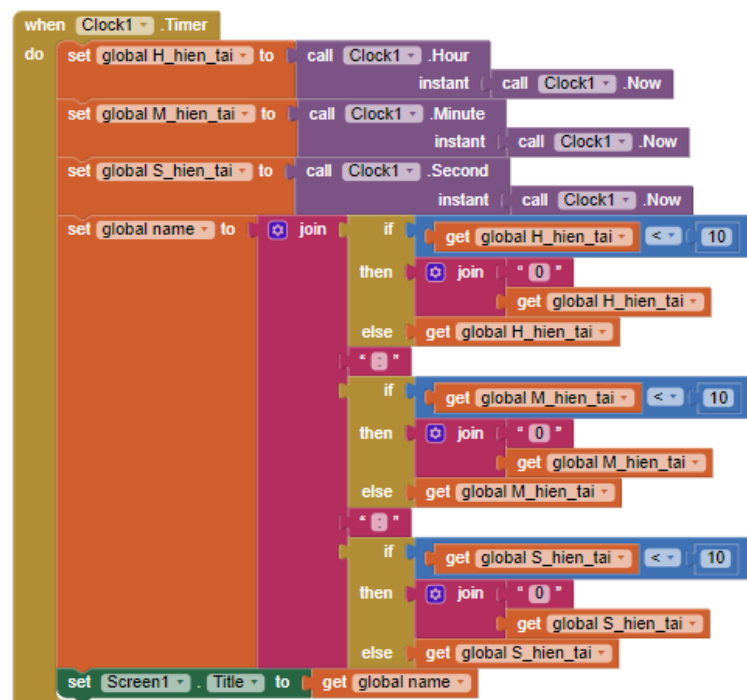 when Clock1 .Timer
do set global H_hien_tai to call Clock1 .Hour
instant call Clock1 .Now
set global M_hien_tai to call Clock1 .Minute
instant call Clock1 .Now
set global S_hien_tai to call Clock1 .Second
instant call Clock1 .Now
set global name to join if get global H_hien_tai < 10
then join " 0 "
get global H_hien_tai
else get global H_hien_tai
" : "
if get global M_hien_tai < 10
then join " 0 "
get global M_hien_tai
else get global M_hien_tai
" : "
if get global S_hien_tai < 10
then join " 0 "
get global S_hien_tai
else get global S_hien_tai
set Screen1 . Title to get global name